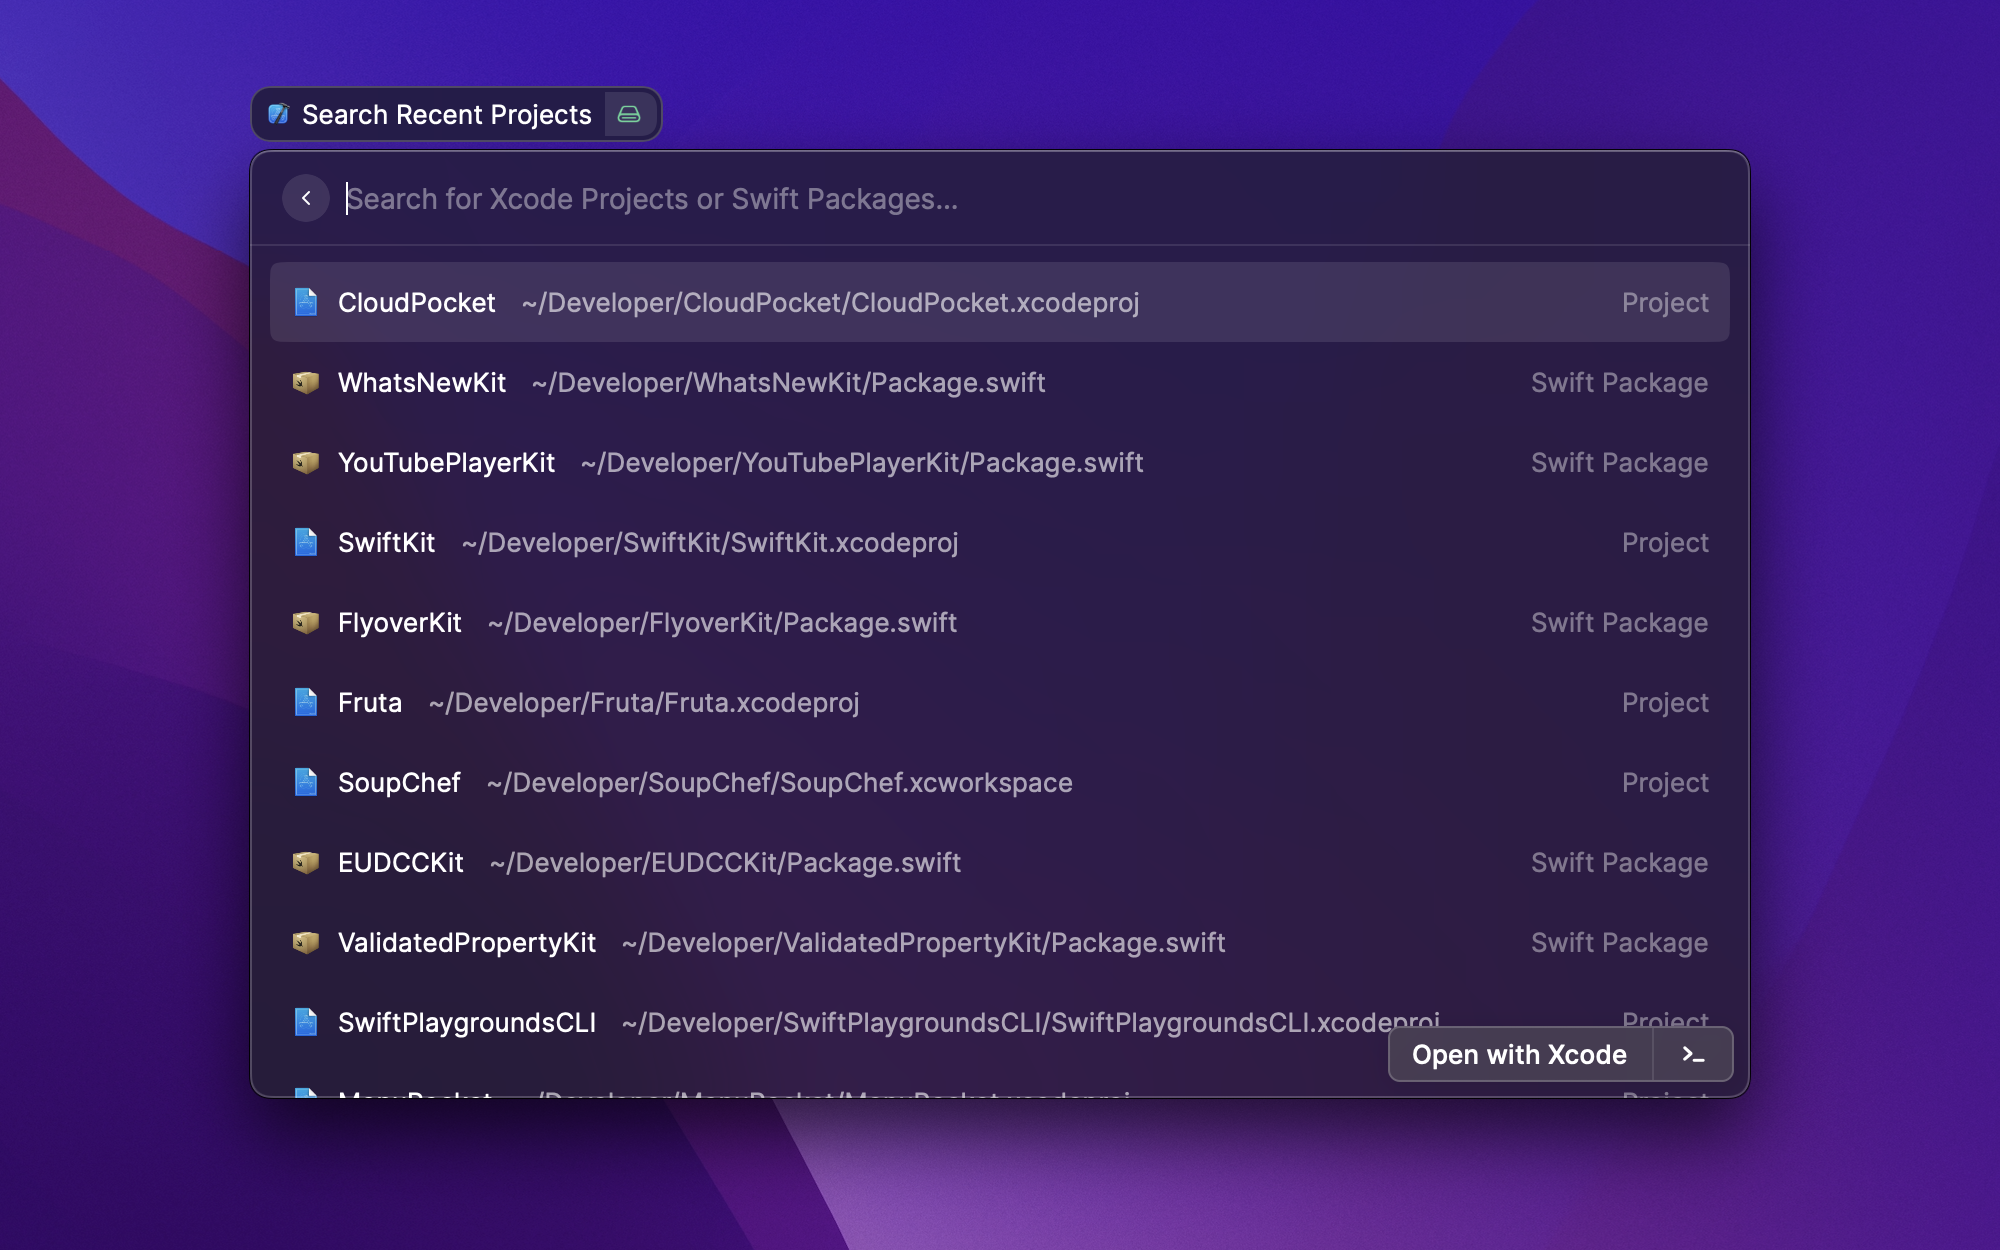 Search Recent Projects
Search for Xcode Projects or Swift Packages...
CloudPocket ~/Developer/CloudPocket/CloudPocket.xcodeproj Project
WhatsNewKit ~/Developer/WhatsNewKit/Package.swift Swift Package
YouTubePlayerKit ~/Developer/YouTubePlayerKit/Package.swift Swift Package
SwiftKit ~/Developer/SwiftKit/SwiftKit.xcodeproj Project
FlyoverKit ~/Developer/FlyoverKit/Package.swift Swift Package
Fruta ~/Developer/Fruta/Fruta.xcodeproj Project
SoupChef ~/Developer/SoupChef/SoupChef.xcworkspace Project
EUDCCKit ~/Developer/EUDCCKit/Package.swift Swift Package
ValidatedPropertyKit ~/Developer/ValidatedPropertyKit/Package.swift Swift Package
SwiftPlaygroundsCLI ~/Developer/SwiftPlaygroundsCLI/SwiftPlaygroundsCLI.xcodeproj Project
Open with Xcode >_